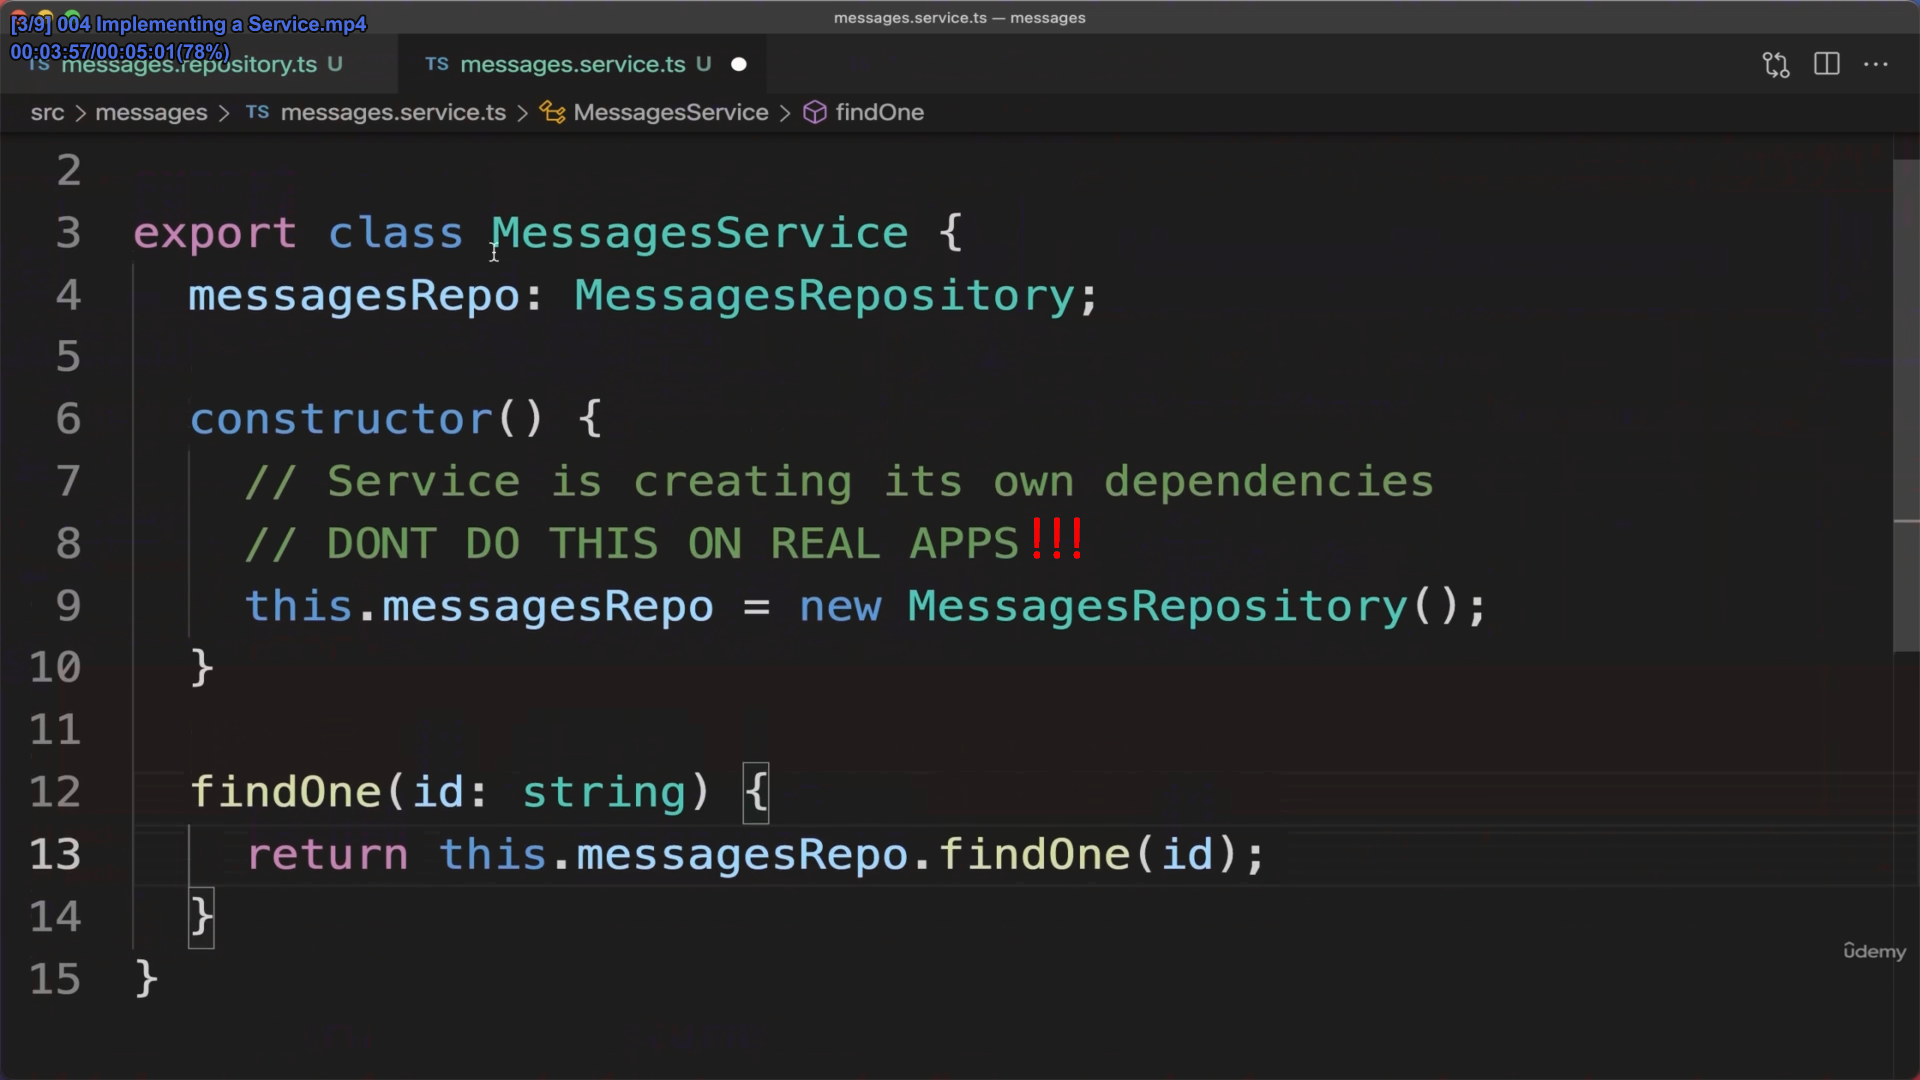 messages.service.ts — messages
[3/9] 004 Implementing a Service.mp4
00:03:57/00:05:01(78%)
TS messages.repository.ts U
TS messages.service.ts U
src > messages > TS messages.service.ts > MessagesService > findOne
2
3 export class MessagesService {
4 messagesRepo: MessagesRepository;
5
6 constructor() {
7 // Service is creating its own dependencies
8 // DONT DO THIS ON REAL APPS!!!
9 this.messagesRepo = new MessagesRepository();
10 }
11
12 findOne(id: string) {
13 return this.messagesRepo.findOne(id);
14 }
15 }
ûdemy